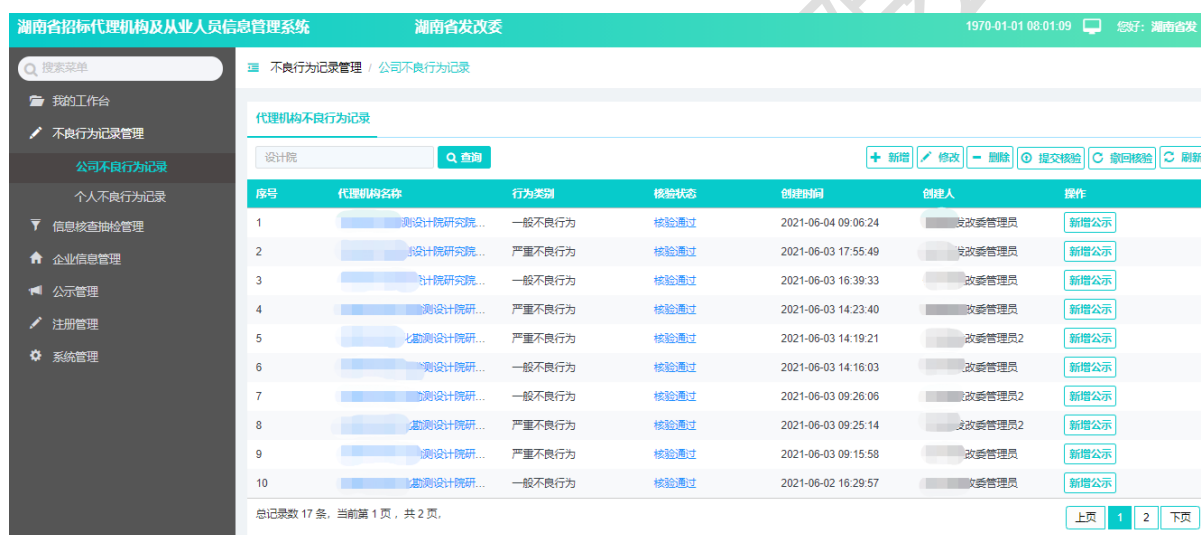 湖南省招标代理机构及从业人员信息管理系统 湖南省发改委 1970-01-01 08:01:09 您好: 湖南省发
搜索菜单 不良行为记录管理 / 公司不良行为记录
我的工作台
代理机构不良行为记录
不良行为记录管理
设计院 查询 新增 修改 删除 提交核验 撤回核验 刷新
公司不良行为记录
序号 代理机构名称 行为类别 核验状态 创建时间 创建人 操作
个人不良行为记录
1 测设计院研究院... 一般不良行为 核验通过 2021-06-04 09:06:24 发改委管理员 新增公示
信息核查抽检管理
2 设计院研究院... 严重不良行为 核验通过 2021-06-03 17:55:49 发改委管理员 新增公示
企业信息管理
3 计院研究院... 一般不良行为 核验通过 2021-06-03 16:39:33 改委管理员 新增公示
公示管理
4 测设计院研... 严重不良行为 核验通过 2021-06-03 14:23:40 改委管理员 新增公示
注册管理
5 勘测设计院研... 严重不良行为 核验通过 2021-06-03 14:19:21 改委管理员2 新增公示
系统管理
6 测设计院研... 一般不良行为 核验通过 2021-06-03 14:16:03 改委管理员 新增公示
7 测设计院研... 一般不良行为 核验通过 2021-06-03 09:26:06 改委管理员2 新增公示
8 勘测设计院研... 严重不良行为 核验通过 2021-06-03 09:25:14 发改委管理员2 新增公示
9 测设计院研... 严重不良行为 核验通过 2021-06-03 09:15:58 改委管理员 新增公示
10 勘测设计院研... 一般不良行为 核验通过 2021-06-02 16:29:57 改委管理员 新增公示
总记录数 17 条, 当前第 1 页, 共 2 页, 上页 1 2 下页